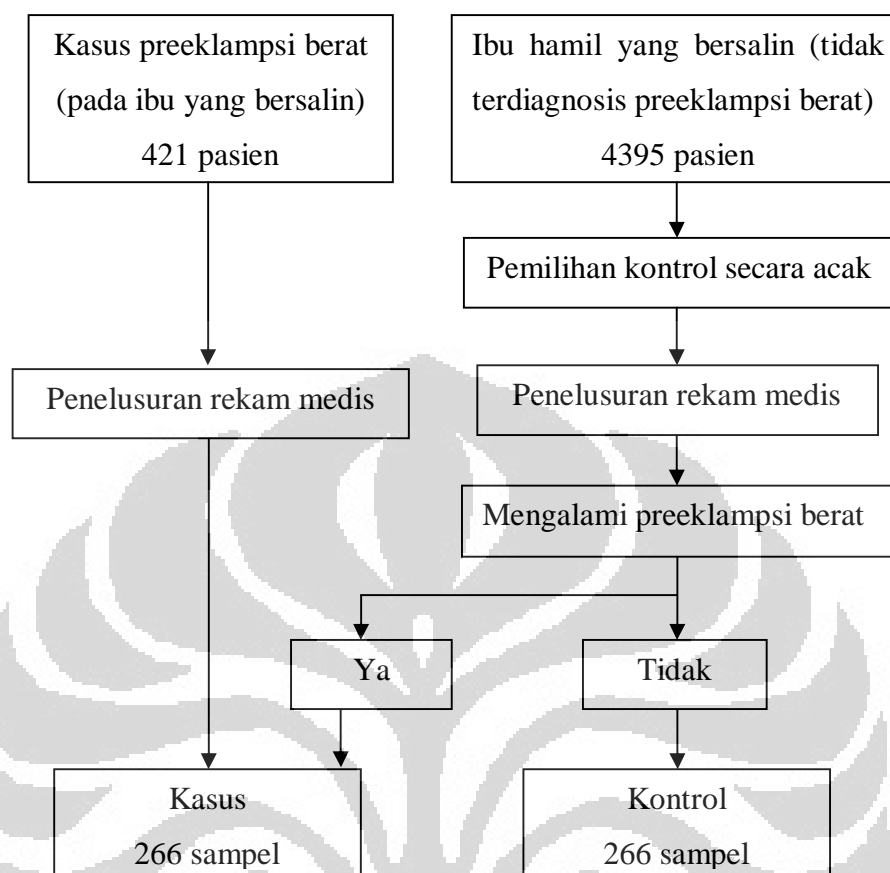 Kasus preeklampsi berat
(pada ibu yang bersalin)
421 pasien
Ibu hamil yang bersalin (tidak
terdiagnosis preeklampsi berat)
4395 pasien
Pemilihan kontrol secara acak
Penelusuran rekam medis
Penelusuran rekam medis
Mengalami preeklampsi berat
Ya
Tidak
Kasus
266 sampel
Kontrol
266 sampel